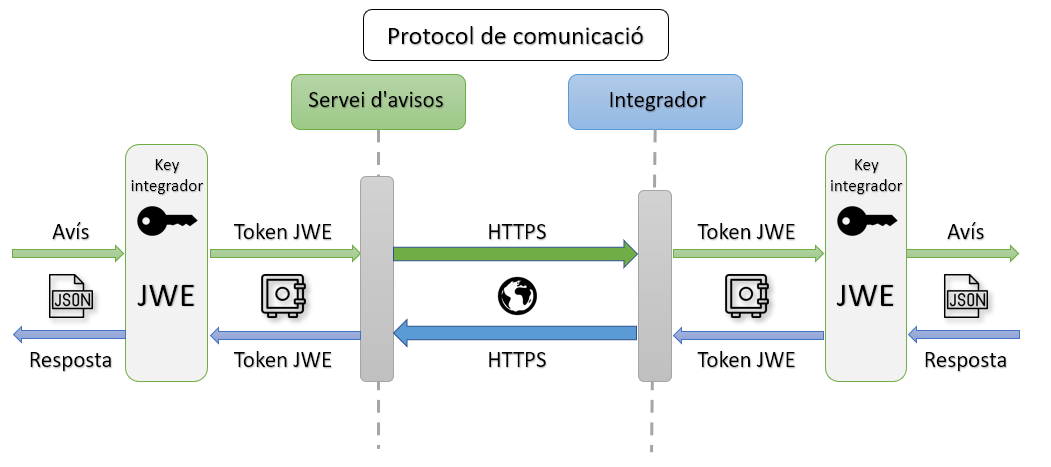 Protocol de comunicació
Servei d'avisos
Integrador
Key
integrador
Key
integrador
Avís
Token JWE
HTTPS
Token JWE
Avís
JSON
JWE
JWE
JSON
Resposta
Token JWE
HTTPS
Token JWE
Resposta